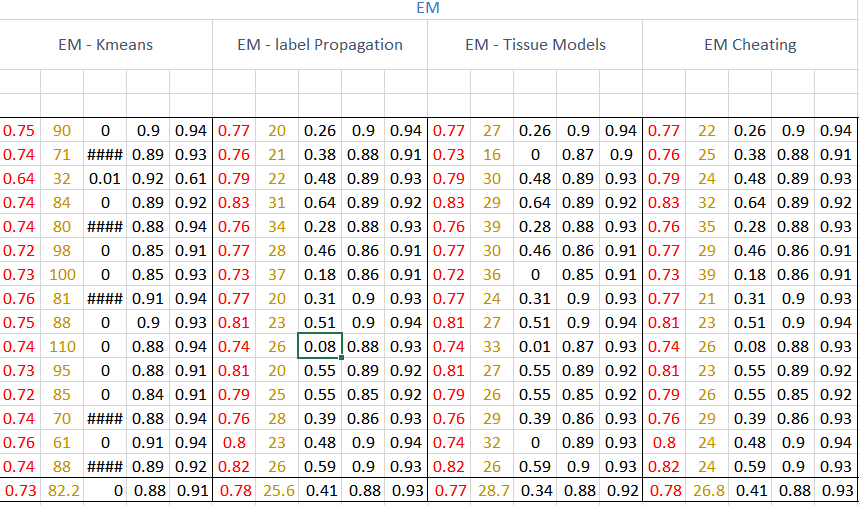 EM
EM - Kmeans EM - label Propagation EM - Tissue Models EM Cheating
0.75 90 0 0.9 0.94 0.77 20 0.26 0.9 0.94 0.77 27 0.26 0.9 0.94 0.77 22 0.26 0.9 0.94
0.74 71 #### 0.89 0.93 0.76 21 0.38 0.88 0.91 0.73 16 0 0.87 0.9 0.76 25 0.38 0.88 0.91
0.64 32 0.01 0.92 0.61 0.79 22 0.48 0.89 0.93 0.79 30 0.48 0.89 0.93 0.79 24 0.48 0.89 0.93
0.74 84 0 0.89 0.92 0.83 31 0.64 0.89 0.92 0.83 29 0.64 0.89 0.92 0.83 32 0.64 0.89 0.92
0.74 80 #### 0.88 0.94 0.76 34 0.28 0.88 0.93 0.76 39 0.28 0.88 0.93 0.76 35 0.28 0.88 0.93
0.72 98 0 0.85 0.91 0.77 28 0.46 0.86 0.91 0.77 30 0.46 0.86 0.91 0.77 29 0.46 0.86 0.91
0.73 100 0 0.85 0.93 0.73 37 0.18 0.86 0.91 0.72 36 0 0.85 0.91 0.73 39 0.18 0.86 0.91
0.76 81 #### 0.91 0.94 0.77 20 0.31 0.9 0.93 0.77 24 0.31 0.9 0.93 0.77 21 0.31 0.9 0.93
0.75 88 0 0.9 0.93 0.81 23 0.51 0.9 0.94 0.81 27 0.51 0.9 0.94 0.81 23 0.51 0.9 0.94
0.74 110 0 0.88 0.94 0.74 26 0.08 0.88 0.93 0.74 33 0.01 0.87 0.93 0.74 26 0.08 0.88 0.93
0.73 95 0 0.88 0.91 0.81 20 0.55 0.89 0.92 0.81 27 0.55 0.89 0.92 0.81 23 0.55 0.89 0.92
0.72 85 0 0.84 0.91 0.79 25 0.55 0.85 0.92 0.79 26 0.55 0.85 0.92 0.79 26 0.55 0.85 0.92
0.74 70 #### 0.88 0.94 0.76 28 0.39 0.86 0.93 0.76 29 0.39 0.86 0.93 0.76 29 0.39 0.86 0.93
0.76 61 0 0.91 0.94 0.8 23 0.48 0.9 0.94 0.74 32 0 0.89 0.93 0.8 24 0.48 0.9 0.94
0.74 88 #### 0.89 0.92 0.82 26 0.59 0.9 0.93 0.82 26 0.59 0.9 0.93 0.82 24 0.59 0.9 0.93
0.73 82.2 0 0.88 0.91 0.78 25.6 0.41 0.88 0.93 0.77 28.7 0.34 0.88 0.92 0.78 26.8 0.41 0.88 0.93